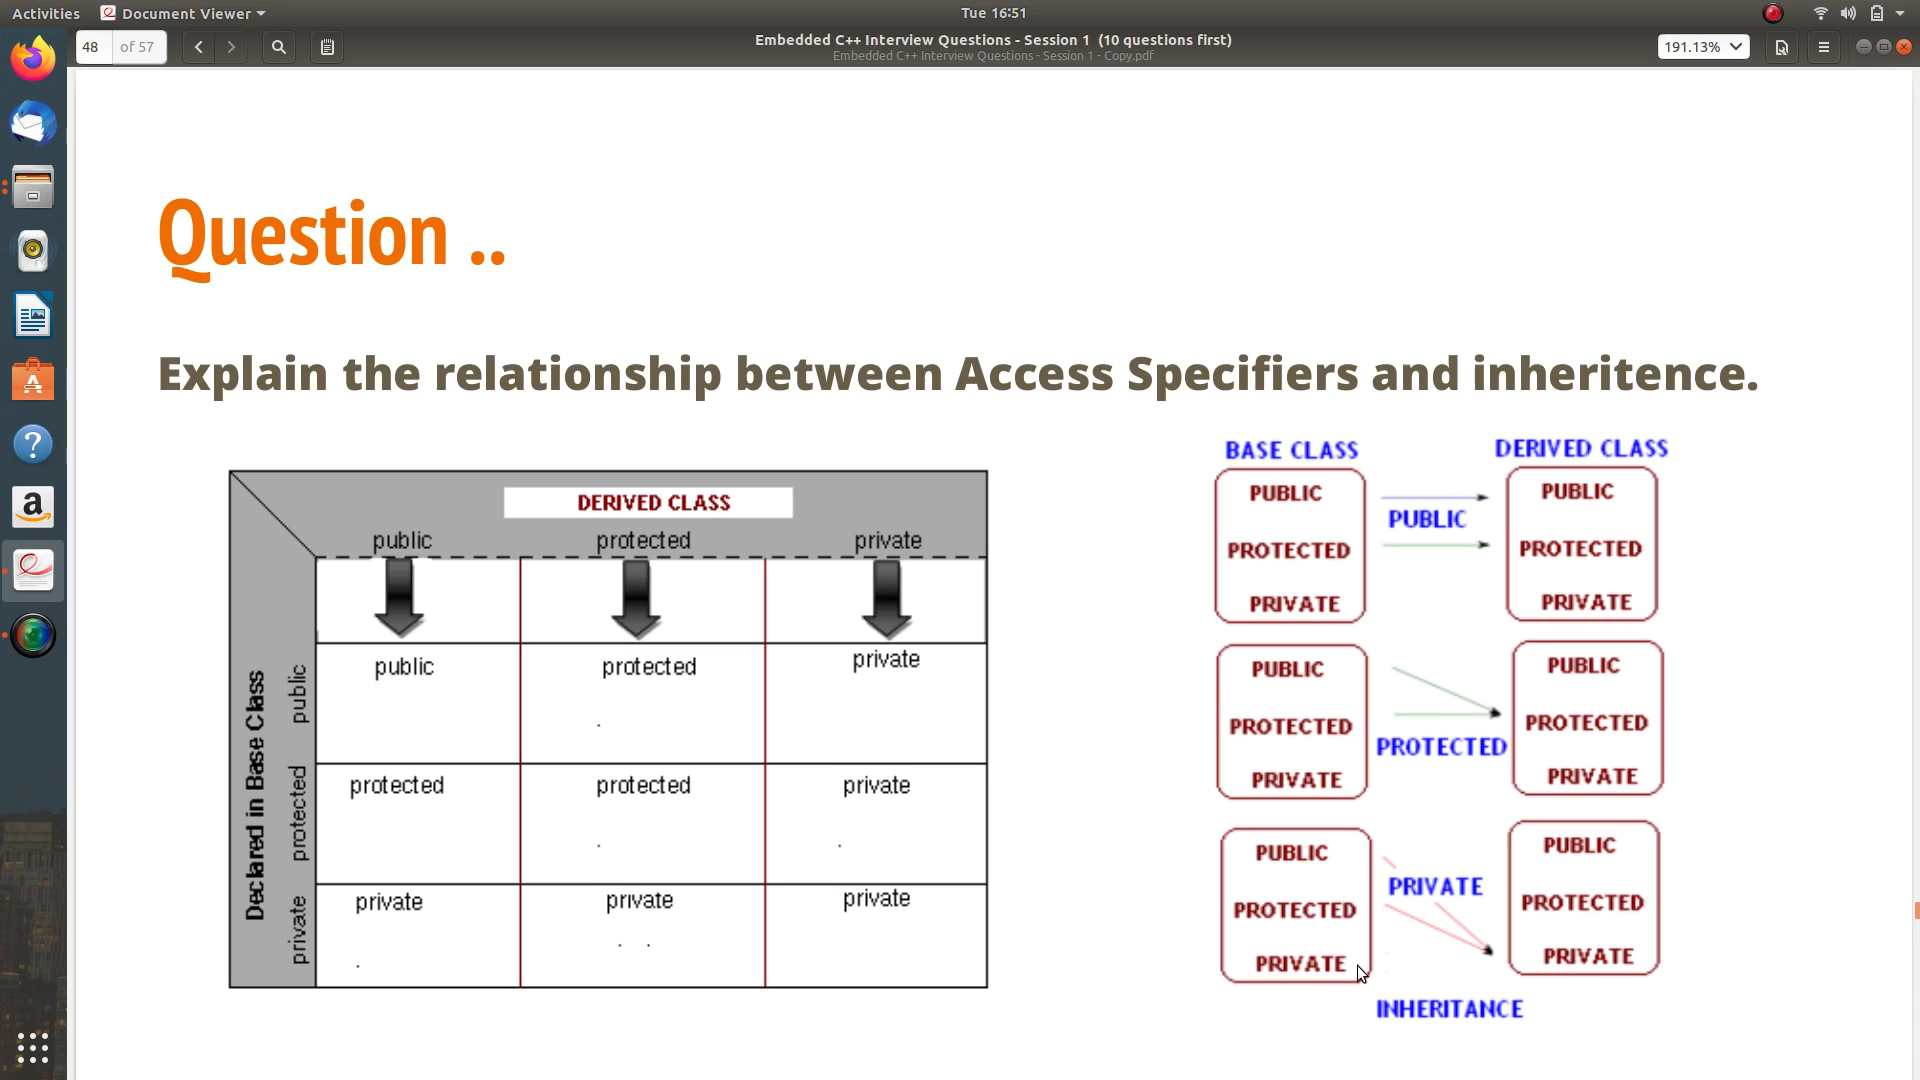 Activities
Document Viewer
Tue 16:51
48
of 57
Embedded C++ Interview Questions - Session 1 (10 questions first)
Embedded C++ Interview Questions - Session 1 - Copy.pdf
191.13%
Question ..
Explain the relationship between Access Specifiers and inheritence.
DERIVED CLASS
public protected private
Declared in Base Class
public
public protected private
protected
protected protected private
private
private private private
BASE CLASS
DERIVED CLASS
PUBLIC
PROTECTED
PRIVATE
PUBLIC
PUBLIC
PROTECTED
PRIVATE
PUBLIC
PROTECTED
PRIVATE
PROTECTED
PUBLIC
PROTECTED
PRIVATE
PUBLIC
PROTECTED
PRIVATE
PRIVATE
PUBLIC
PROTECTED
PRIVATE
INHERITANCE